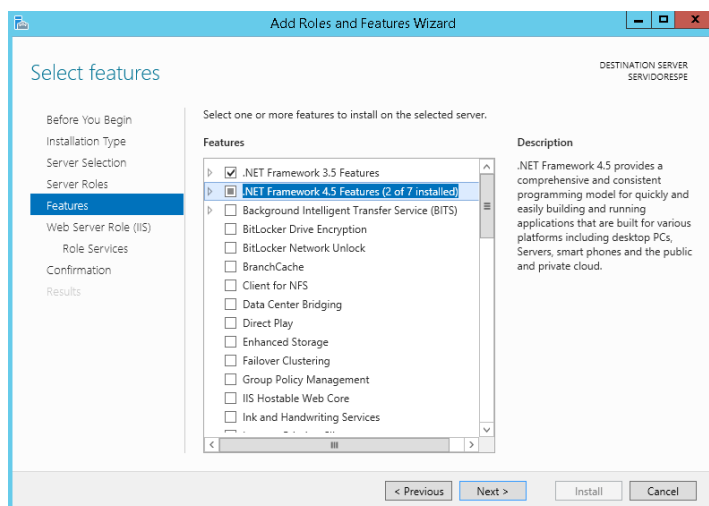 Add Roles and Features Wizard
Select features
DESTINATION SERVER
SERVIDORESPE
Before You Begin
Installation Type
Server Selection
Server Roles
Features
Web Server Role (IIS)
Role Services
Confirmation
Results
Select one or more features to install on the selected server.
Features
.NET Framework 3.5 Features
.NET Framework 4.5 Features (2 of 7 installed)
Background Intelligent Transfer Service (BITS)
BitLocker Drive Encryption
BitLocker Network Unlock
BranchCache
Client for NFS
Data Center Bridging
Direct Play
Enhanced Storage
Failover Clustering
Group Policy Management
IIS Hostable Web Core
Ink and Handwriting Services
Description
.NET Framework 4.5 provides a
comprehensive and consistent
programming model for quickly and
easily building and running
applications that are built for various
platforms including desktop PCs,
Servers, smart phones and the public
and private cloud.
< Previous
Next >
Install
Cancel